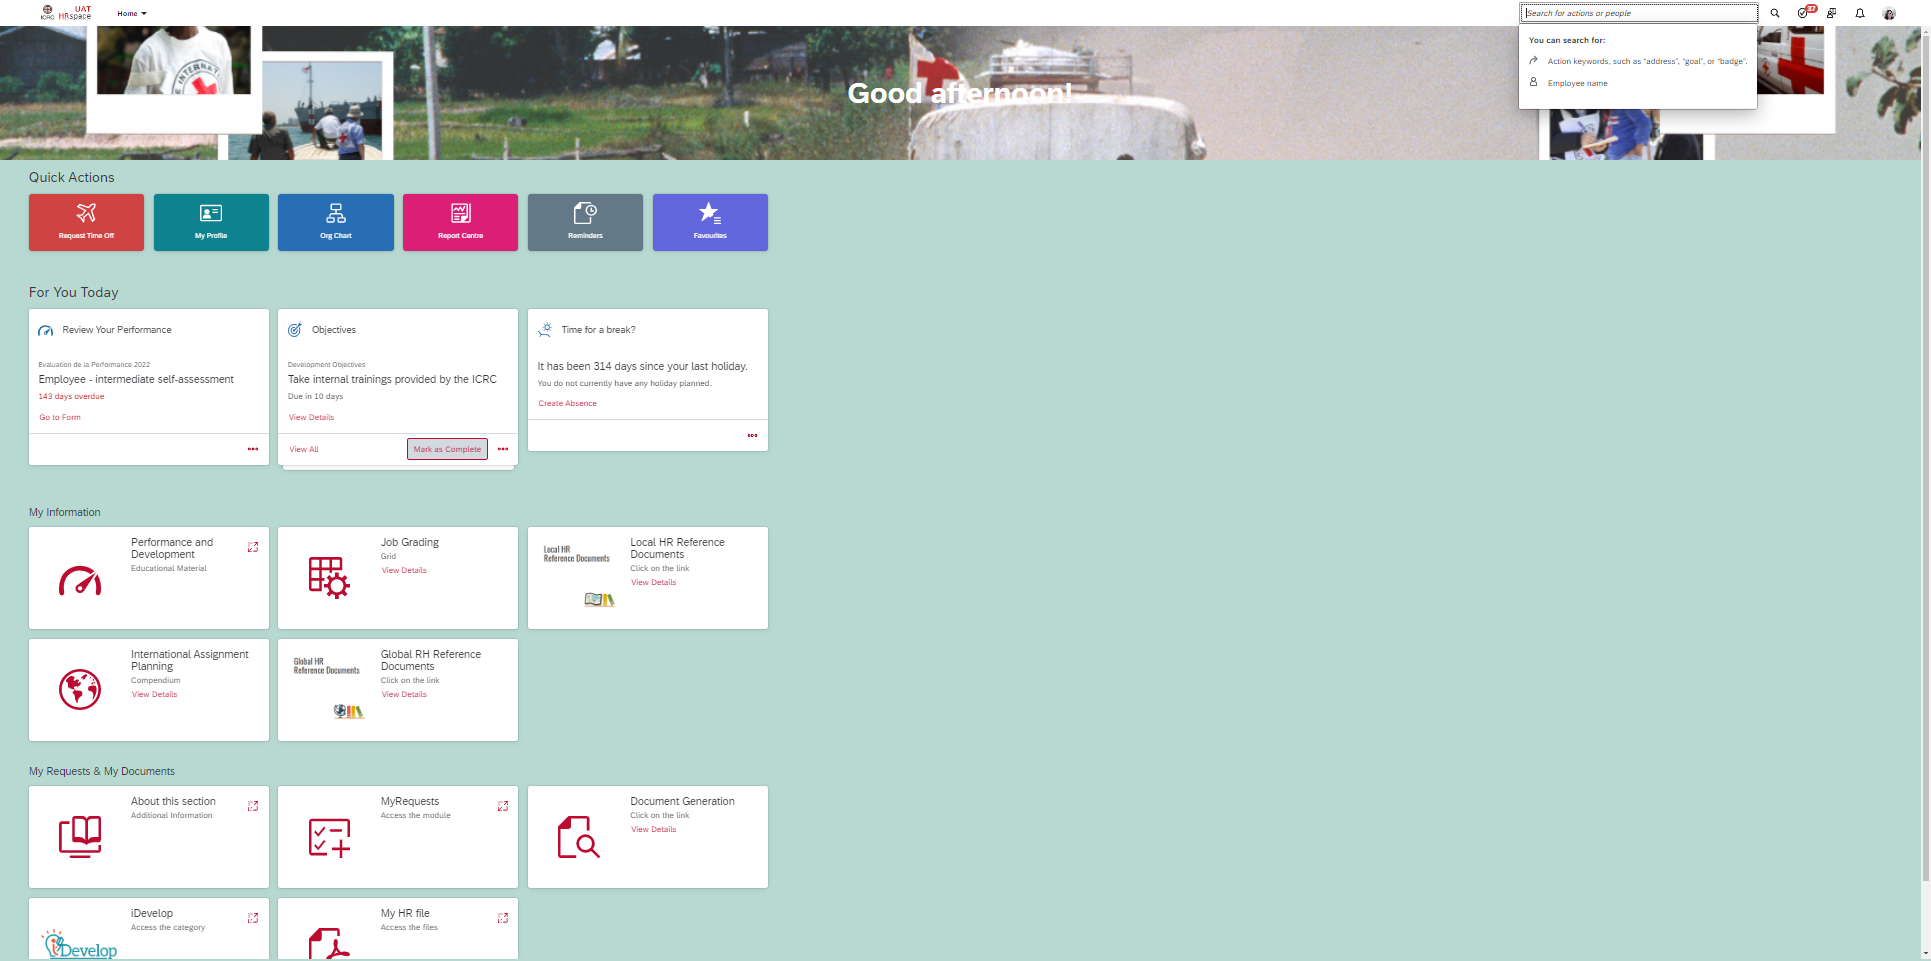 ICRC
UAT
HRspace
Home
Search for actions or people
37
You can search for:
Action keywords, such as "address", "goal", or "badge".
Employee name
INTERNATI
Good afternoon!
Quick Actions
Request Time Off
My Profile
Org Chart
Report Centre
Reminders
Favourites
For You Today
Review Your Performance
Evaluation de la Performance 2022
Employee - intermediate self-assessment
143 days overdue
Go to Form
Objectives
Development Objectives
Take internal trainings provided by the ICRC
Due in 10 days
View Details
View All
Mark as Complete
Time for a break?
It has been 314 days since your last holiday.
You do not currently have any holiday planned.
Create Absence
My Information
Performance and
Development
Educational Material
Job Grading
Grid
View Details
Local HR
Reference Documents
Local HR Reference
Documents
Click on the link
View Details
International Assignment
Planning
Compendium
View Details
Global HR
Reference Documents
Global RH Reference
Documents
Click on the link
View Details
My Requests & My Documents
About this section
Additional Information
MyRequests
Access the module
Document Generation
Click on the link
View Details
iDevelop
iDevelop
Access the category
My HR file
Access the files